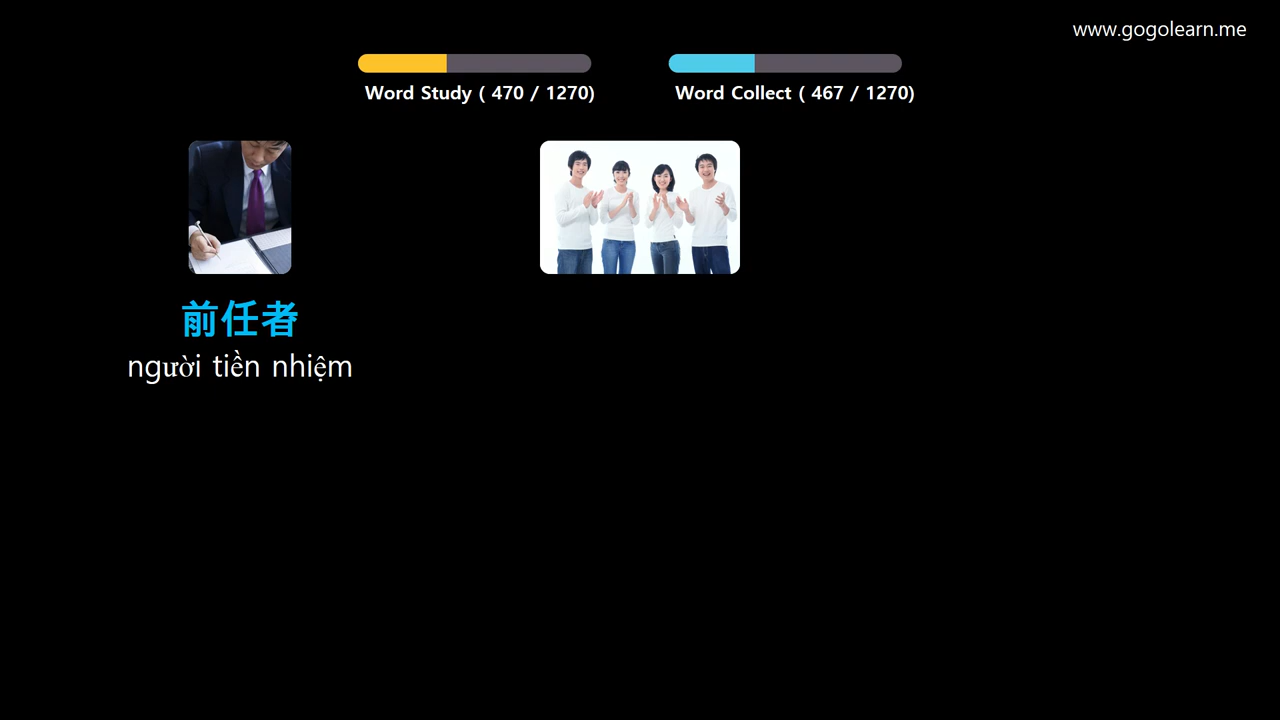 www.gogolearn.me
Word Study ( 470 / 1270)
Word Collect ( 467 / 1270)
前任者
người tiền nhiệm